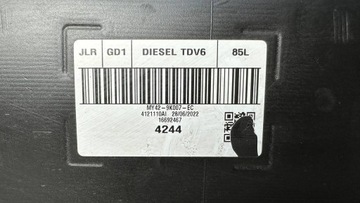 JLR GD1 DIESEL TDV6 85L
MY42-9K007-EC
4121110AI 28/06/2022
16692467
4244